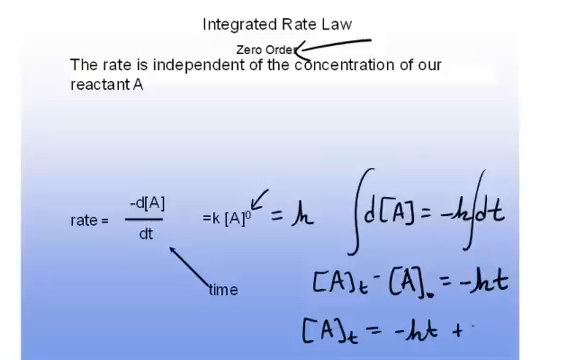 Integrated Rate Law
Zero Order
The rate is independent of the concentration of our
reactant A
rate = -d[A]/dt =k [A]⁰ = k ∫d[A] = -k∫dt
time
[A]ₜ - [A]₀ = -kt
[A]ₜ = -kt +